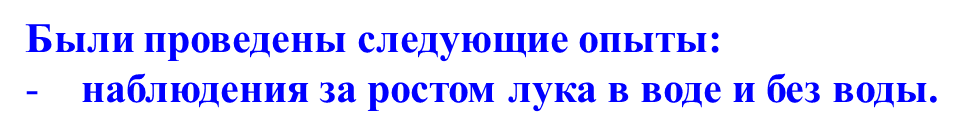 Были проведены следующие опыты:
- наблюдения за ростом лука в воде и без воды.